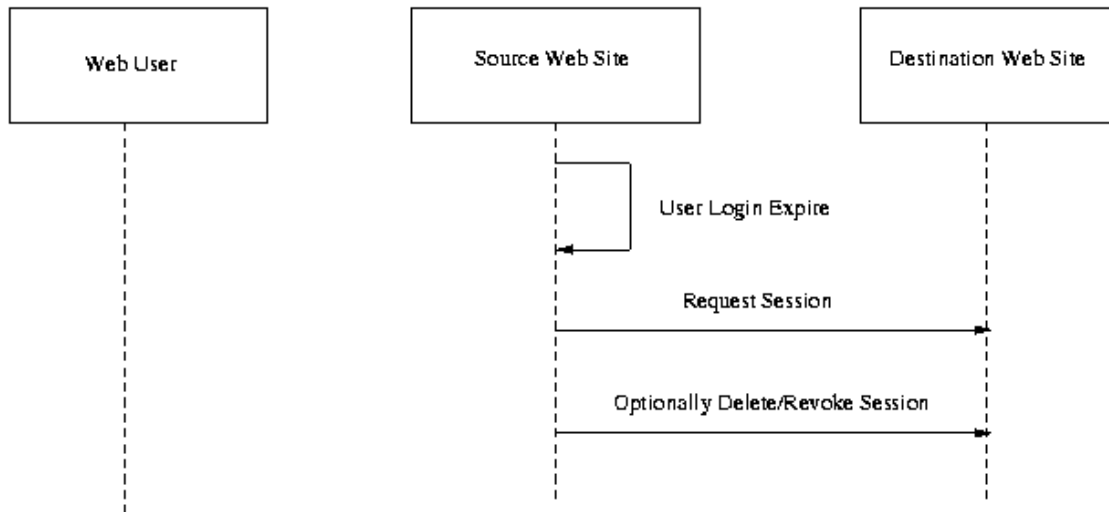 Web User
Source Web Site
Destination Web Site
User Login Expire
Request Session
Optionally Delete/Revoke Session